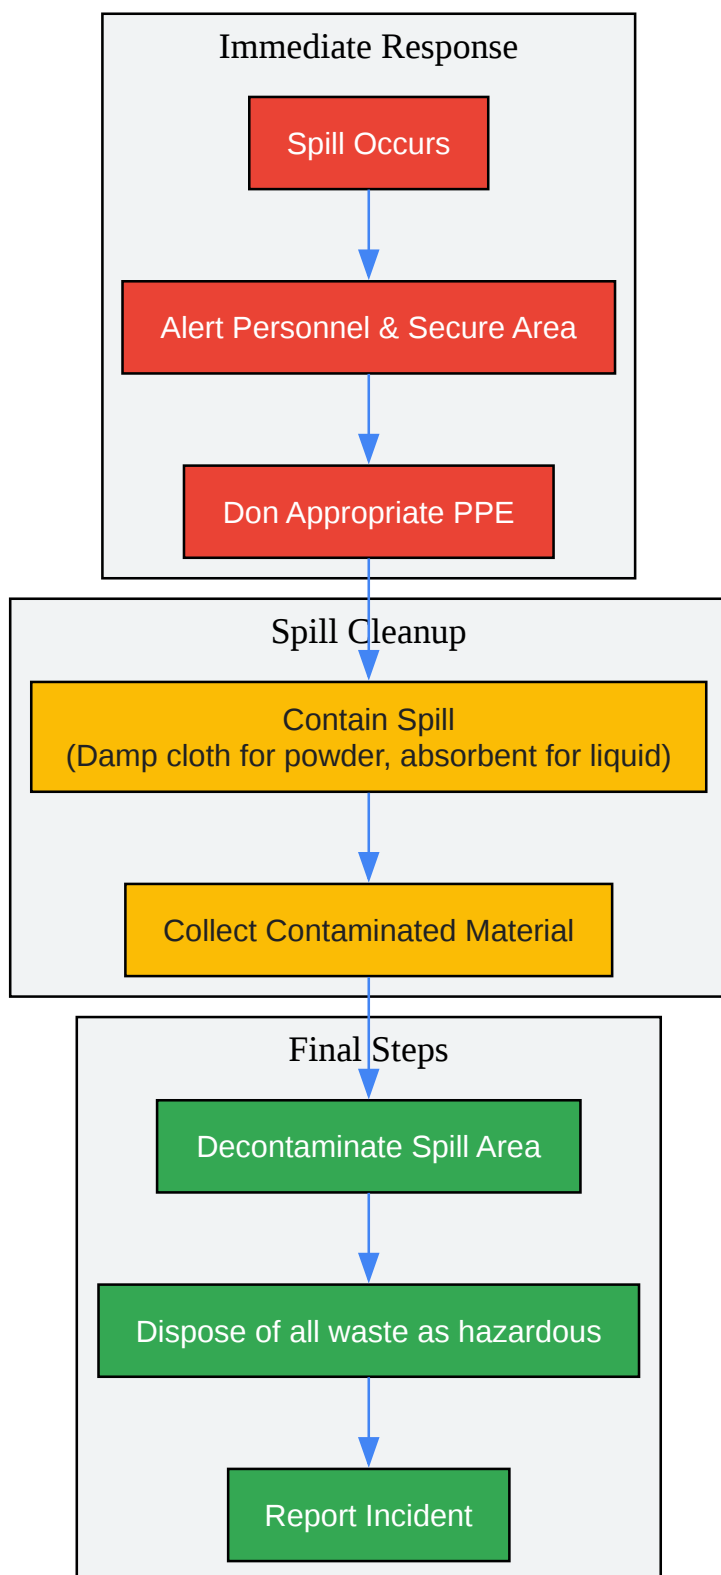 Immediate Response
Spill Occurs
Alert Personnel & Secure Area
Don Appropriate PPE
Spill Cleanup
Contain Spill
(Damp cloth for powder, absorbent for liquid)
Collect Contaminated Material
Final Steps
Decontaminate Spill Area
Dispose of all waste as hazardous
Report Incident